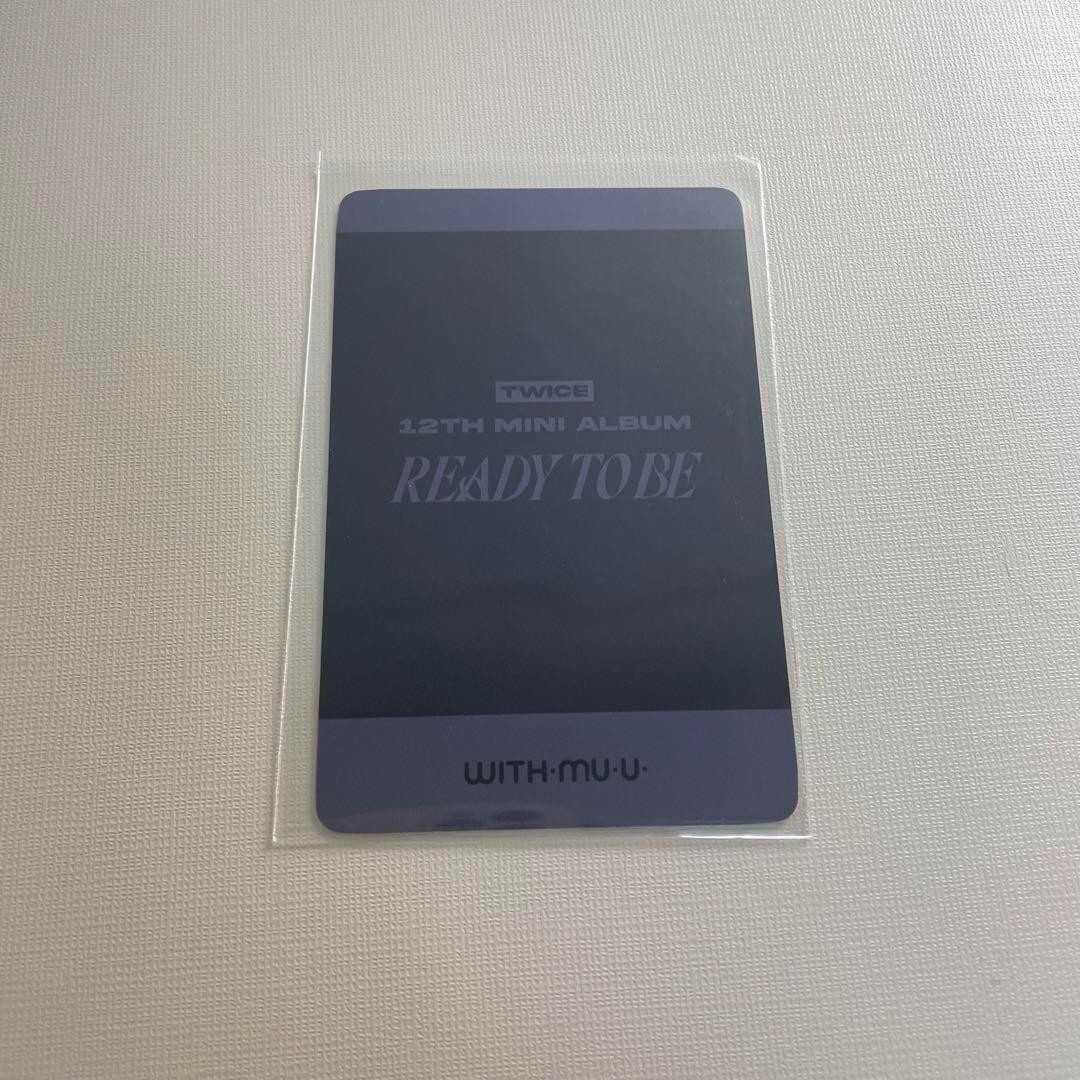 TWICE
12TH MINI ALBUM
READY TO BE
WITH·MU·U·